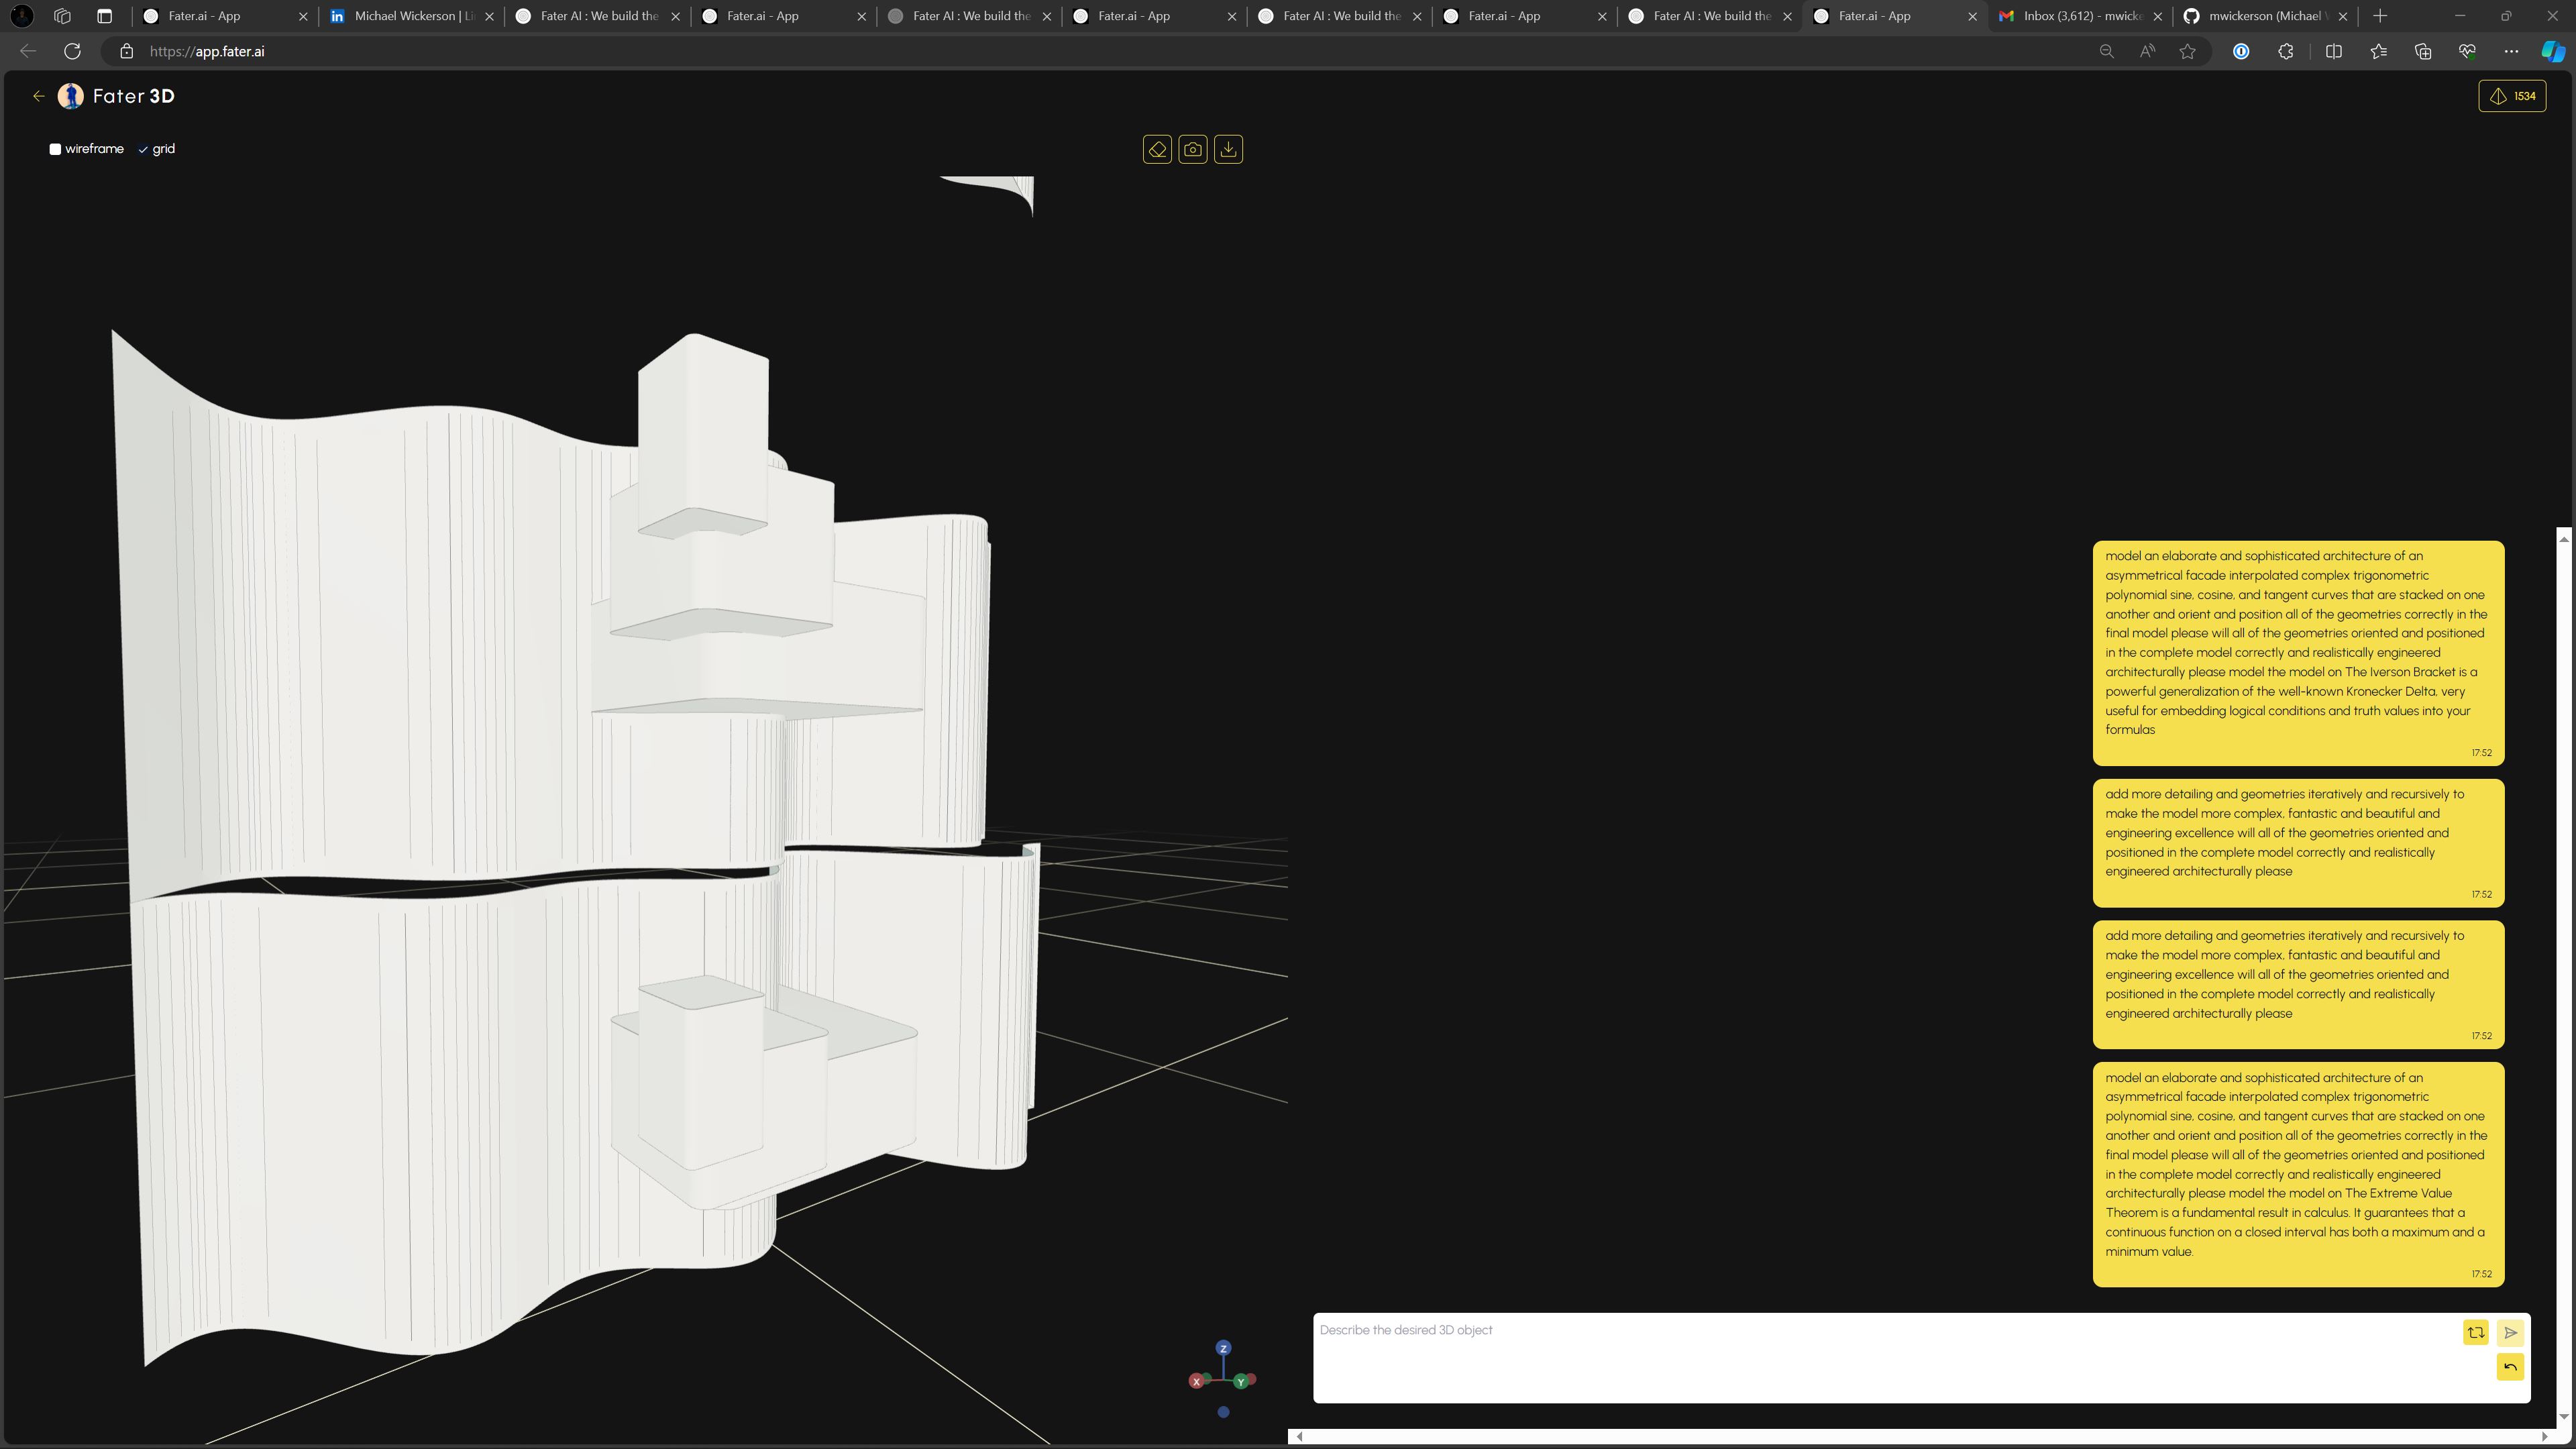 Fater.ai - App
Michael Wickerson | Li
Fater AI : We build the
Fater.ai - App
Fater AI : We build the
Fater.ai - App
Fater AI : We build the
Fater.ai - App
Fater AI : We build the
Fater.ai - App
Inbox (3,612) - mwicke
mwickerson (Michael W
https://app.fater.ai
Fater 3D
1534
wireframe
grid
model an elaborate and sophisticated architecture of an
asymmetrical facade interpolated complex trigonometric
polynomial sine, cosine, and tangent curves that are stacked on one
another and orient and position all of the geometries correctly in the
final model please will all of the geometries oriented and positioned
in the complete model correctly and realistically engineered
architecturally please model the model on The Iverson Bracket is a
powerful generalization of the well-known Kronecker Delta, very
useful for embedding logical conditions and truth values into your
formulas
17:52
add more detailing and geometries iteratively and recursively to
make the model more complex, fantastic and beautiful and
engineering excellence will all of the geometries oriented and
positioned in the complete model correctly and realistically
engineered architecturally please
17:52
add more detailing and geometries iteratively and recursively to
make the model more complex, fantastic and beautiful and
engineering excellence will all of the geometries oriented and
positioned in the complete model correctly and realistically
engineered architecturally please
17:52
model an elaborate and sophisticated architecture of an
asymmetrical facade interpolated complex trigonometric
polynomial sine, cosine, and tangent curves that are stacked on one
another and orient and position all of the geometries correctly in the
final model please will all of the geometries oriented and positioned
in the complete model correctly and realistically engineered
architecturally please model the model on The Extreme Value
Theorem is a fundamental result in calculus. It guarantees that a
continuous function on a closed interval has both a maximum and a
minimum value.
17:52
Describe the desired 3D object
Z
X
Y